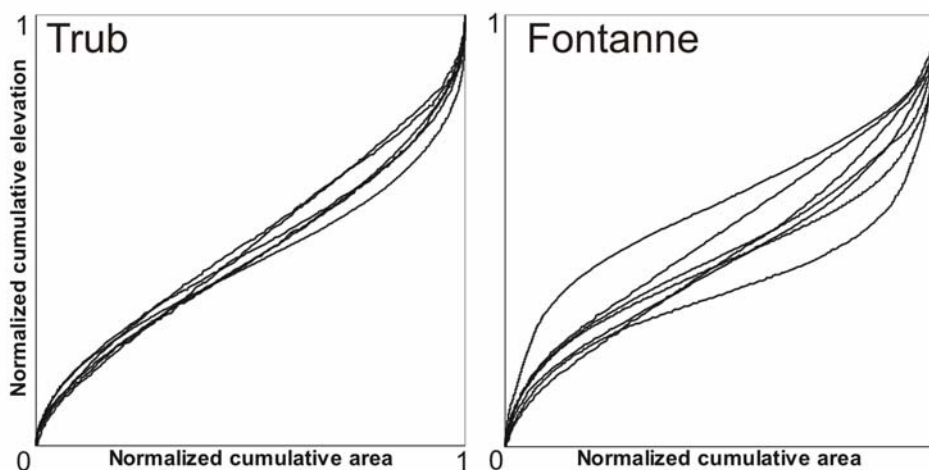 1
Trub
Normalized cumulative elevation
0
Normalized cumulative area
1
1
Fontanne
0
Normalized cumulative area